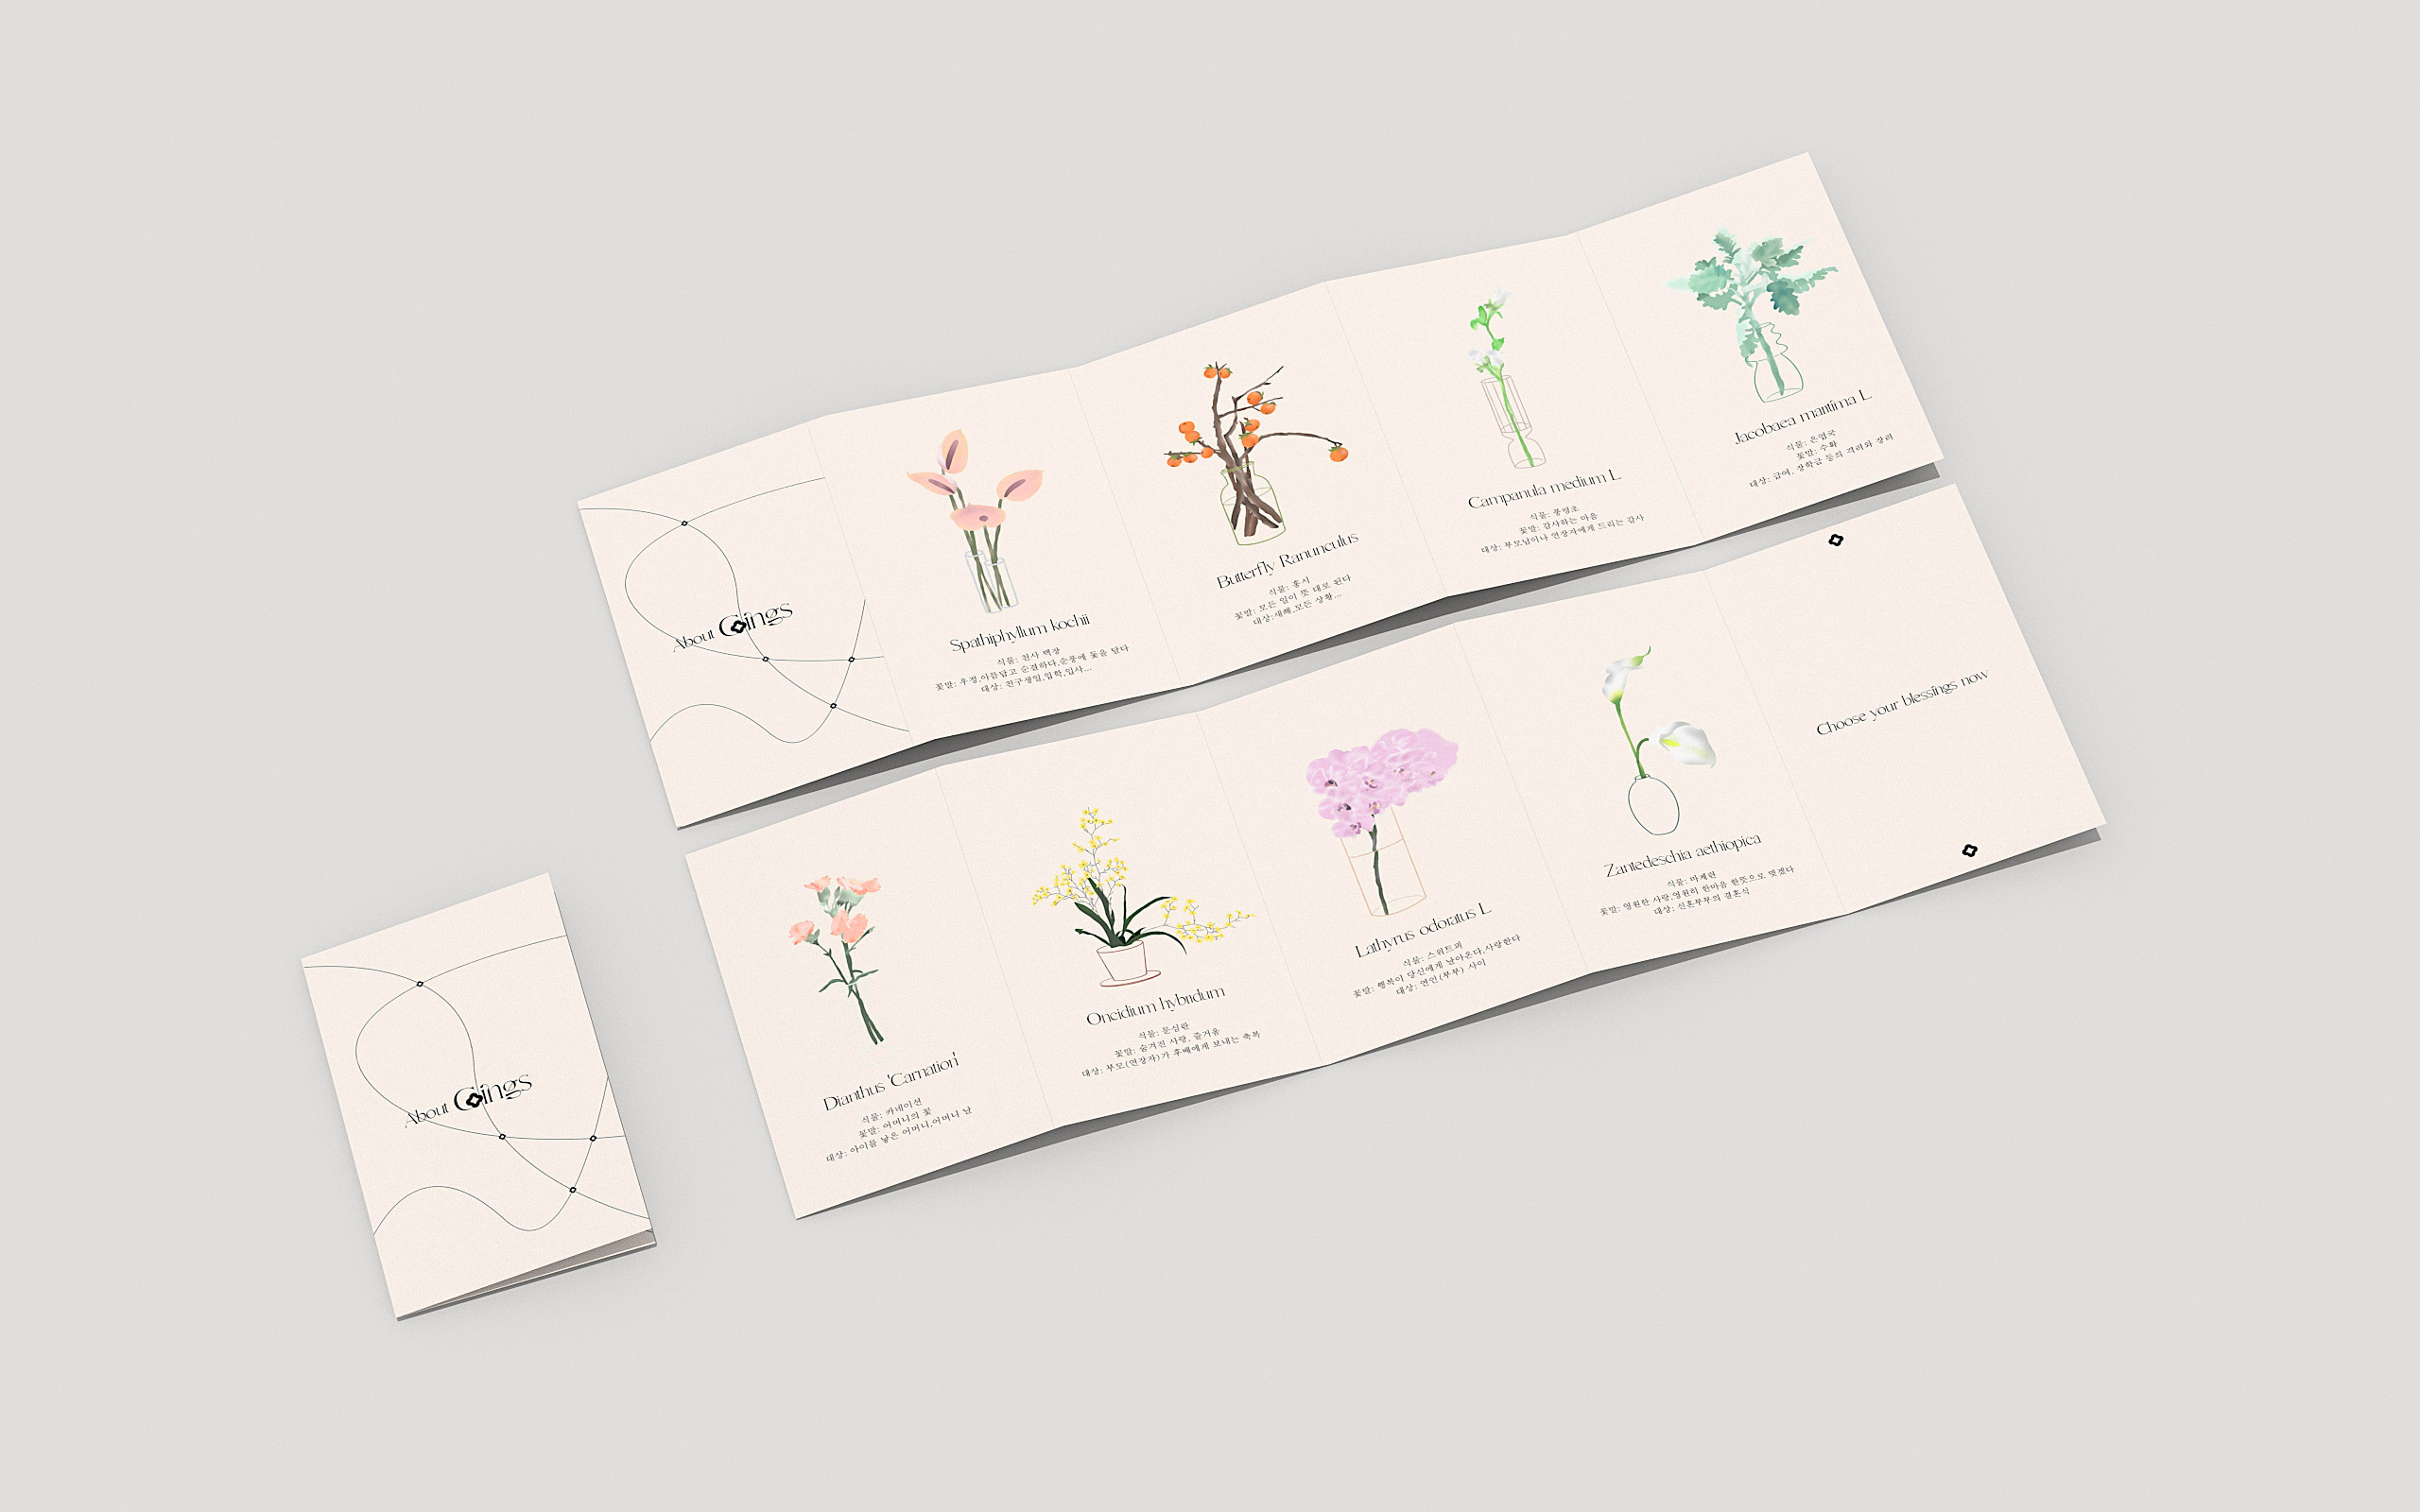 About Gings
Spathiphyllum kochii
식물: 천사 백장
꽃말: 우정,아름답고 순결하다,순풍에 돛을 달다
대상: 친구생일,입학,입사...
Butterfly Ranunculus
식물: 홍시
꽃말: 모든 일이 뜻 대로 된다
대상:새해,모든 상황...
Campanula medium L
식물: 풍령초
꽃말: 감사하는 마음
대상: 부모님이나 연장자에게 드리는 감사
Jacobaea maritima L
식물: 은엽국
꽃말: 수확
대상: 급여, 장학금 등의 격려와 장려
Dianthus 'Carnation'
식물: 카네이션
꽃말: 어머니의 꽃
대상: 아이를 낳은 어머니,어머니 날
Oncidium hybridum
식물: 문심란
꽃말: 숨겨진 사랑, 즐거움
대상: 부모(연장자)가 후배에게 보내는 축복
Lathyrus odoratus L
식물: 스위트피
꽃말: 행복이 당신에게 날아온다,사랑한다
대상: 연인(부부) 사이
Zantedeschia aethiopica
식물: 마제련
꽃말: 영원한 사랑,영원히 한마음 한뜻으로 맺겠다
대상: 신혼부부의 결혼식
Choose your blessings now
About Gings